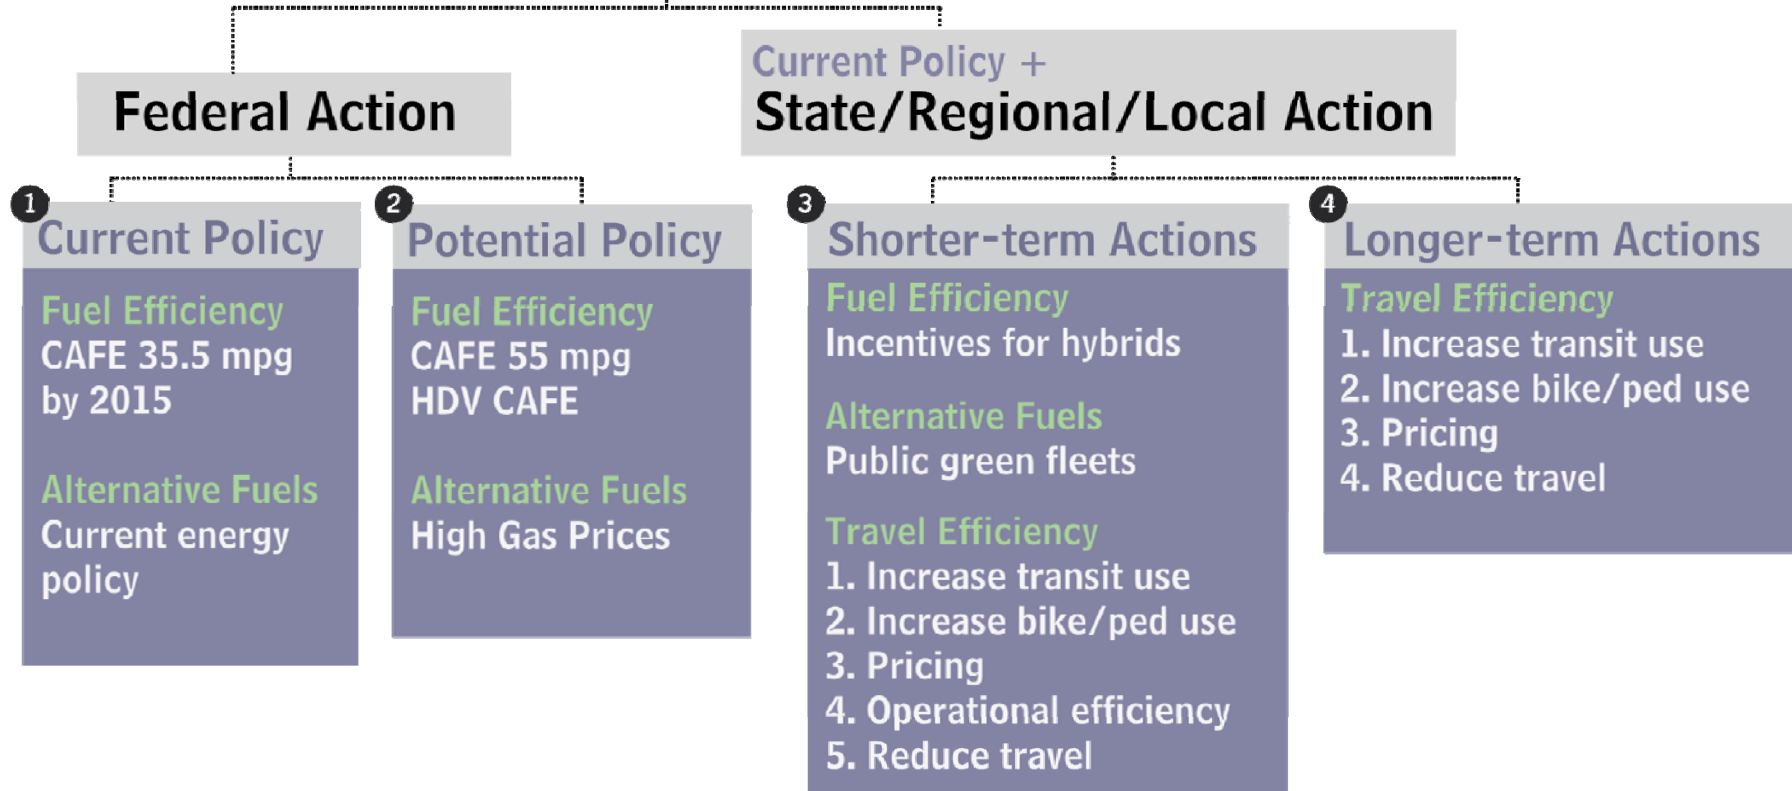 Federal Action
Current Policy +
State/Regional/Local Action
1
Current Policy
Fuel Efficiency
CAFE 35.5 mpg
by 2015
Alternative Fuels
Current energy
policy
2
Potential Policy
Fuel Efficiency
CAFE 55 mpg
HDV CAFE
Alternative Fuels
High Gas Prices
3
Shorter-term Actions
Fuel Efficiency
Incentives for hybrids
Alternative Fuels
Public green fleets
Travel Efficiency
1. Increase transit use
2. Increase bike/ped use
3. Pricing
4. Operational efficiency
5. Reduce travel
4
Longer-term Actions
Travel Efficiency
1. Increase transit use
2. Increase bike/ped use
3. Pricing
4. Reduce travel